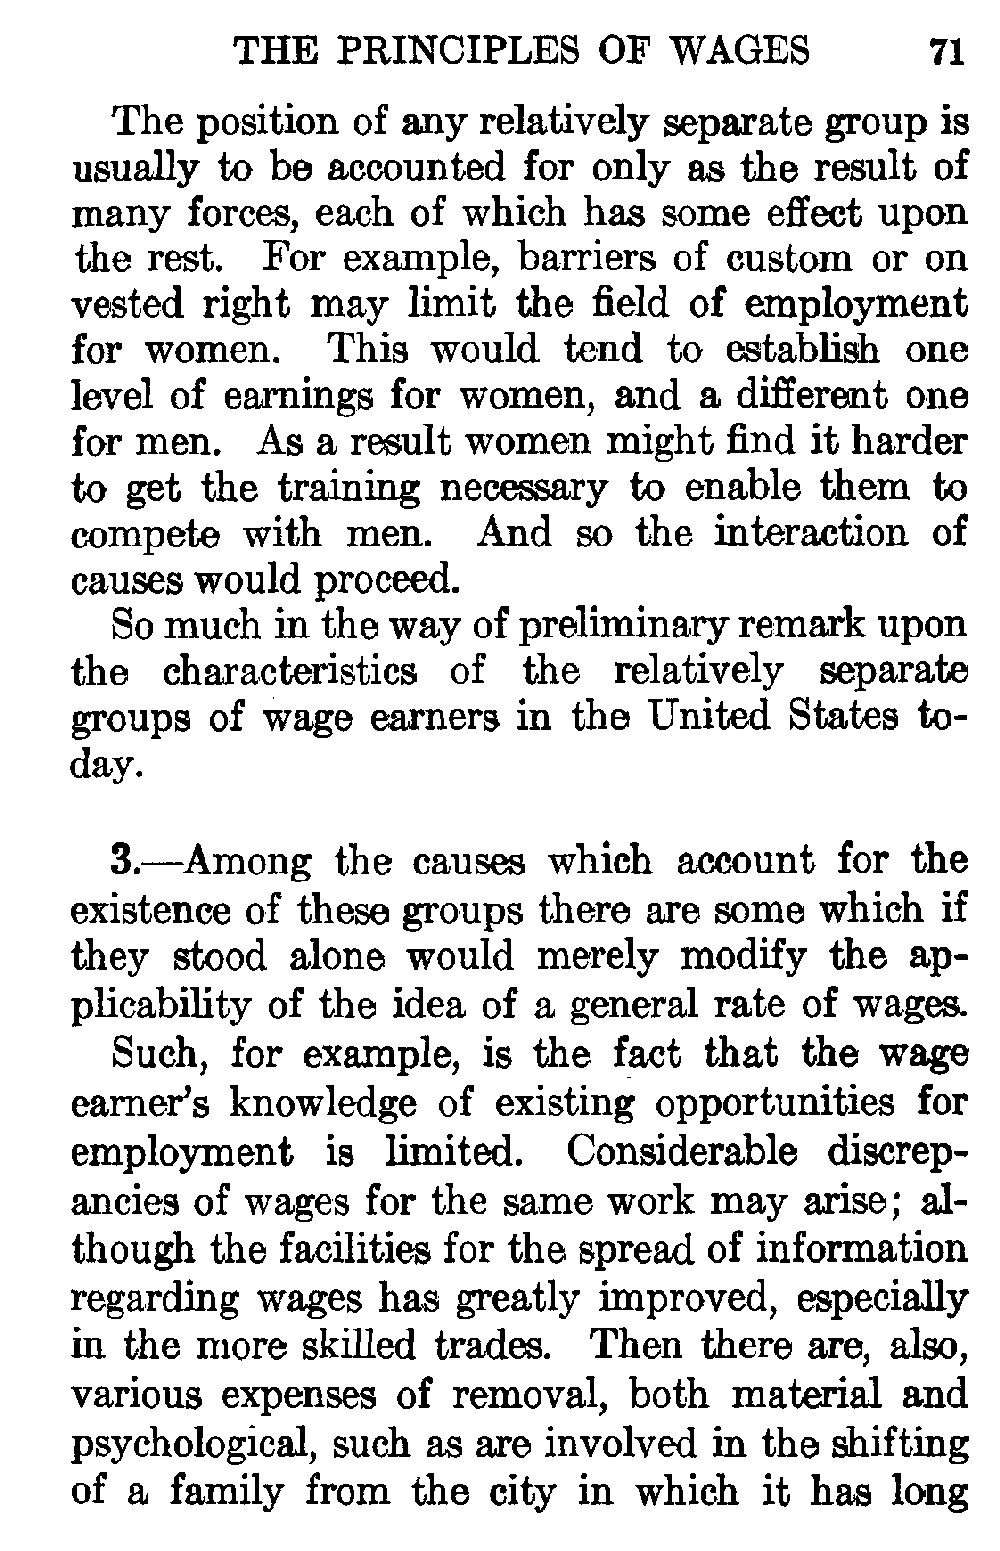 THE PRINCIPLES OF WAGES 71
The position of any relatively separate group is
usually to be accounted for only as the result of
many forces, each of which has some effect upon
the rest. For example, barriers of custom or on
vested right may limit the field of employment
for women. This would tend to establish one
level of earnings for women, and a different one
for men. As a result women might find it harder
to get the training necessary to enable them to
compete with men. And so the interaction of
causes would proceed.
So much in the way of preliminary remark upon
the characteristics of the relatively separate
groups of wage earners in the United States to-
day.
3.—Among the causes which account for the
existence of these groups there are some which if
they stood alone would merely modify the ap-
plicability of the idea of a general rate of wages.
Such, for example, is the fact that the wage
earner's knowledge of existing opportunities for
employment is limited. Considerable discrep-
ancies of wages for the same work may arise; al-
though the facilities for the spread of information
regarding wages has greatly improved, especially
in the more skilled trades. Then there are, also,
various expenses of removal, both material and
psychological, such as are involved in the shifting
of a family from the city in which it has long